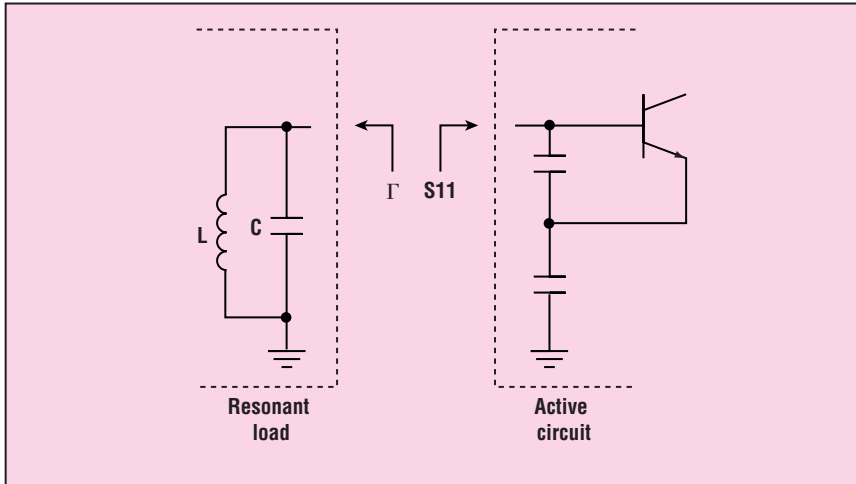 Γ
S11
L
C
Resonant
load
Active
circuit